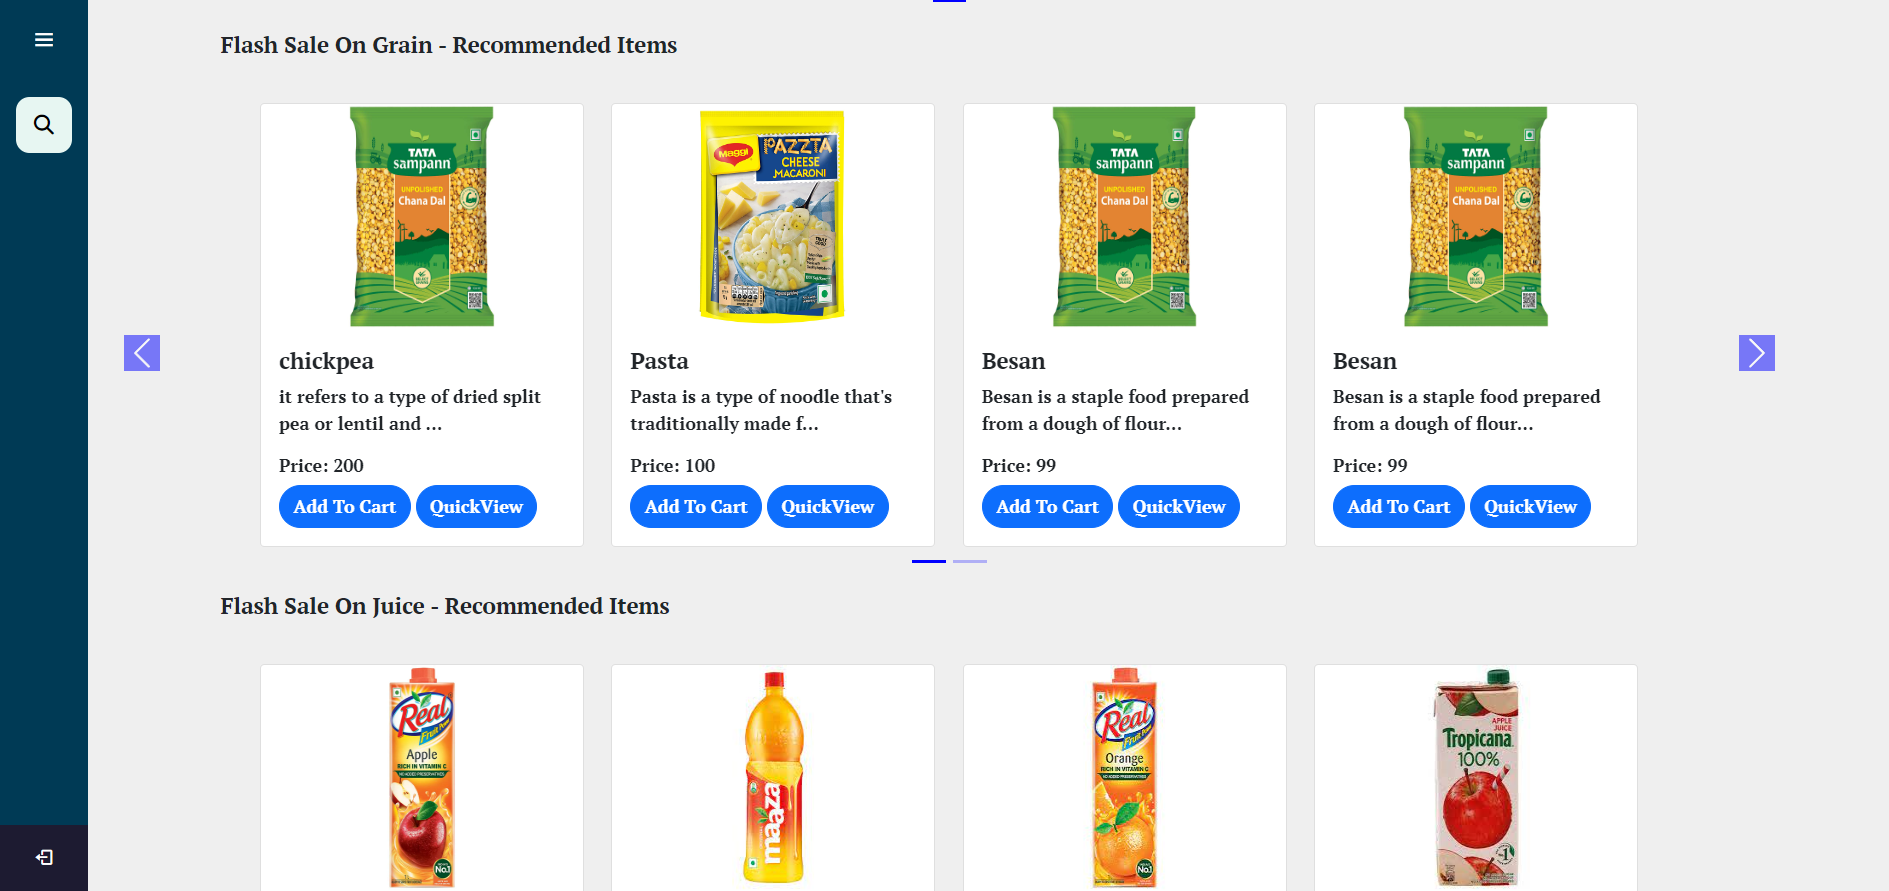 Flash Sale On Grain - Recommended Items
TATA
sampann
UNPOLISHED
Chana Dal
Maggi
PAZZTA
CHEESE
MACARONI
TATA
sampann
UNPOLISHED
Chana Dal
TATA
sampann
UNPOLISHED
Chana Dal
chickpea
it refers to a type of dried split
pea or lentil and ...
Price: 200
Add To Cart
QuickView
Pasta
Pasta is a type of noodle that's
traditionally made f...
Price: 100
Add To Cart
QuickView
Besan
Besan is a staple food prepared
from a dough of flour...
Price: 99
Add To Cart
QuickView
Besan
Besan is a staple food prepared
from a dough of flour...
Price: 99
Add To Cart
QuickView
Flash Sale On Juice - Recommended Items
Real
Fruit Power
Apple
RICH IN VITAMIN C
NO ADDED PRESERVATIVES
No.1
maaza
Real
Fruit Power
Orange
RICH IN VITAMIN C
NO ADDED PRESERVATIVES
No.1
APPLE
JUICE
Tropicana
100%